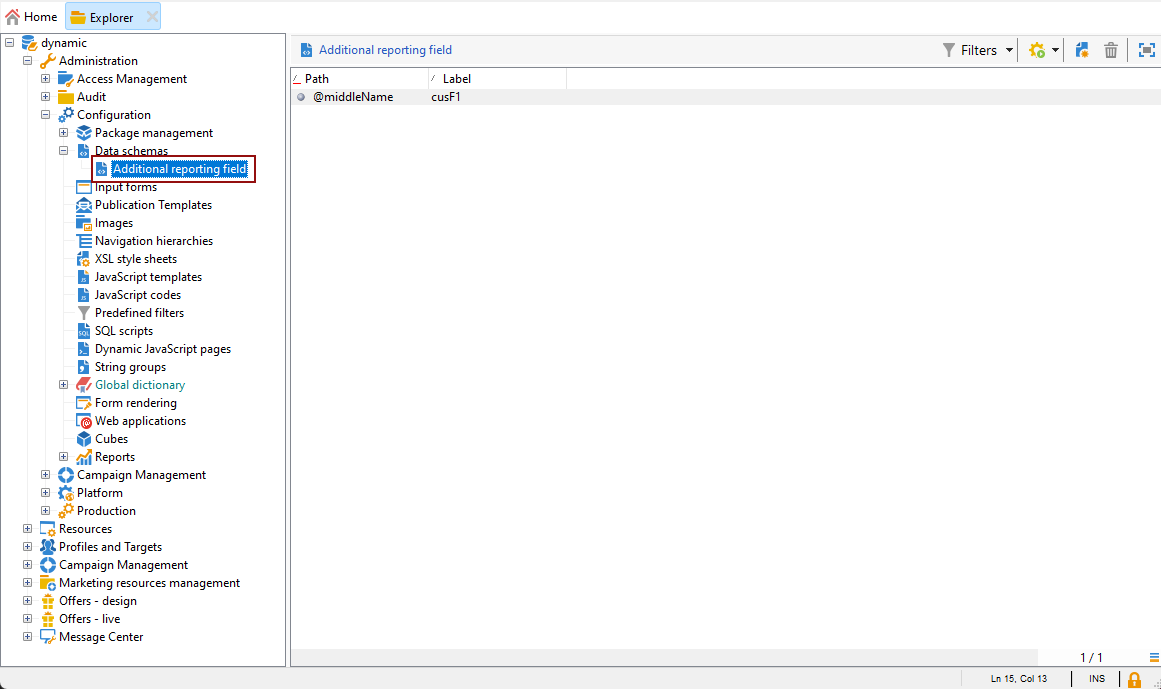 Home Explorer
dynamic
Administration
Access Management
Audit
Configuration
Package management
Data schemas
Additional reporting field
Input forms
Publication Templates
Images
Navigation hierarchies
XSL style sheets
JavaScript templates
JavaScript codes
Predefined filters
SQL scripts
Dynamic JavaScript pages
String groups
Global dictionary
Form rendering
Web applications
Cubes
Reports
Campaign Management
Platform
Production
Resources
Profiles and Targets
Campaign Management
Marketing resources management
Offers - design
Offers - live
Message Center
Additional reporting field Filters
Path Label
@middleName cusF1
1 / 1
Ln 15, Col 13 INS